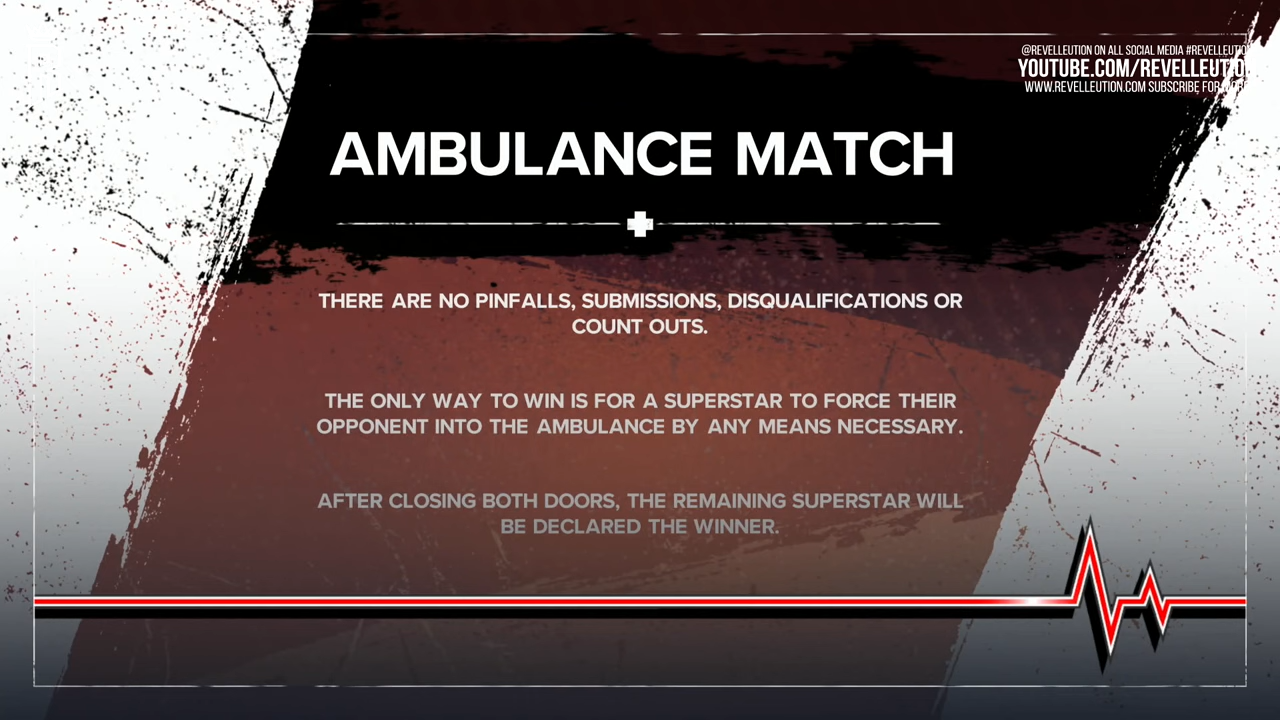 @REVELLEUTION ON ALL SOCIAL MEDIA #REVELLEUTION
YOUTUBE.COM/REVELLEUTION
WWW.REVELLEUTION.COM SUBSCRIBE FOR
AMBULANCE MATCH
THERE ARE NO PINFALLS, SUBMISSIONS, DISQUALIFICATIONS OR
COUNT OUTS.
THE ONLY WAY TO WIN IS FOR A SUPERSTAR TO FORCE THEIR
OPPONENT INTO THE AMBULANCE BY ANY MEANS NECESSARY.
AFTER CLOSING BOTH DOORS, THE REMAINING SUPERSTAR WILL
BE DECLARED THE WINNER.